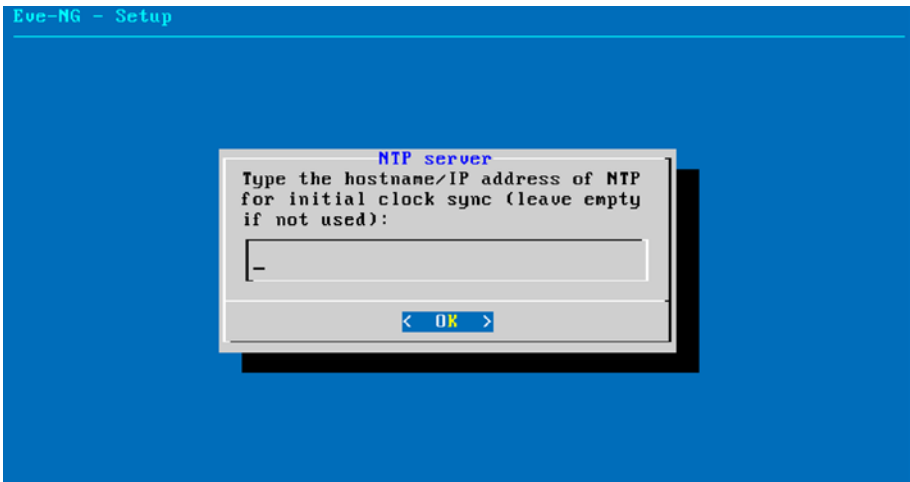 Eve-NG - Setup
NTP server
Type the hostname/IP address of NTP
for initial clock sync (leave empty
if not used):
< OK >